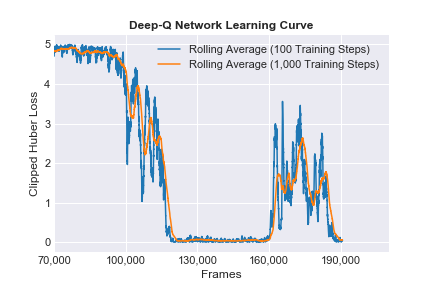 Deep-Q Network Learning Curve
Rolling Average (100 Training Steps)
Rolling Average (1,000 Training Steps)
Clipped Huber Loss
5
4
3
2
1
0
70,000 100,000 130,000 160,000 190,000
Frames